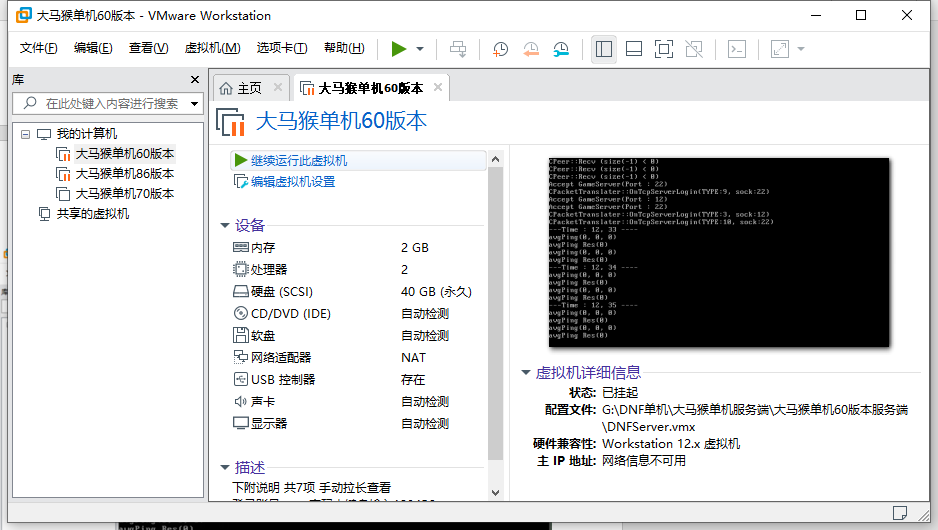 大马猴单机60版本 - VMware Workstation
文件(F) 编辑(E) 查看(V) 虚拟机(M) 选项卡(T) 帮助(H)
库
在此处键入内容进行搜索
我的计算机
大马猴单机60版本
大马猴单机86版本
大马猴单机70版本
共享的虚拟机
主页 大马猴单机60版本
大马猴单机60版本
继续运行此虚拟机
编辑虚拟机设置
设备
内存 2 GB
处理器 2
硬盘 (SCSI) 40 GB (永久)
CD/DVD (IDE) 自动检测
软盘 自动检测
网络适配器 NAT
USB 控制器 存在
声卡 自动检测
显示器 自动检测
描述
下附说明 共7项 手动拉长查看
CPeer::Recv (size(-1) < 0)
CPeer::Recv (size(-1) < 0)
CPeer::Recv (size(-1) < 0)
Accept GameServer(Port : 22)
CPacketTranslater::OnTcpServerLogin(TYPE:9, sock:22)
Accept GameServer(Port : 12)
Accept GameServer(Port : 22)
CPacketTranslater::OnTcpServerLogin(TYPE:3, sock:12)
CPacketTranslater::OnTcpServerLogin(TYPE:10, sock:22)
---Time : 12, 33 ----
avgPing(0, 0, 0)
avgPing Res(0)
avgPing(0, 0, 0)
avgPing Res(0)
---Time : 12, 34 ----
avgPing(0, 0, 0)
avgPing Res(0)
avgPing(0, 0, 0)
avgPing Res(0)
---Time : 12, 35 ----
avgPing(0, 0, 0)
avgPing Res(0)
avgPing(0, 0, 0)
avgPing Res(0)
虚拟机详细信息
状态: 已挂起
配置文件: G:\DNF单机\大马猴单机服务端\大马猴单机60版本服务端
\DNFServer.vmx
硬件兼容性: Workstation 12.x 虚拟机
主 IP 地址: 网络信息不可用